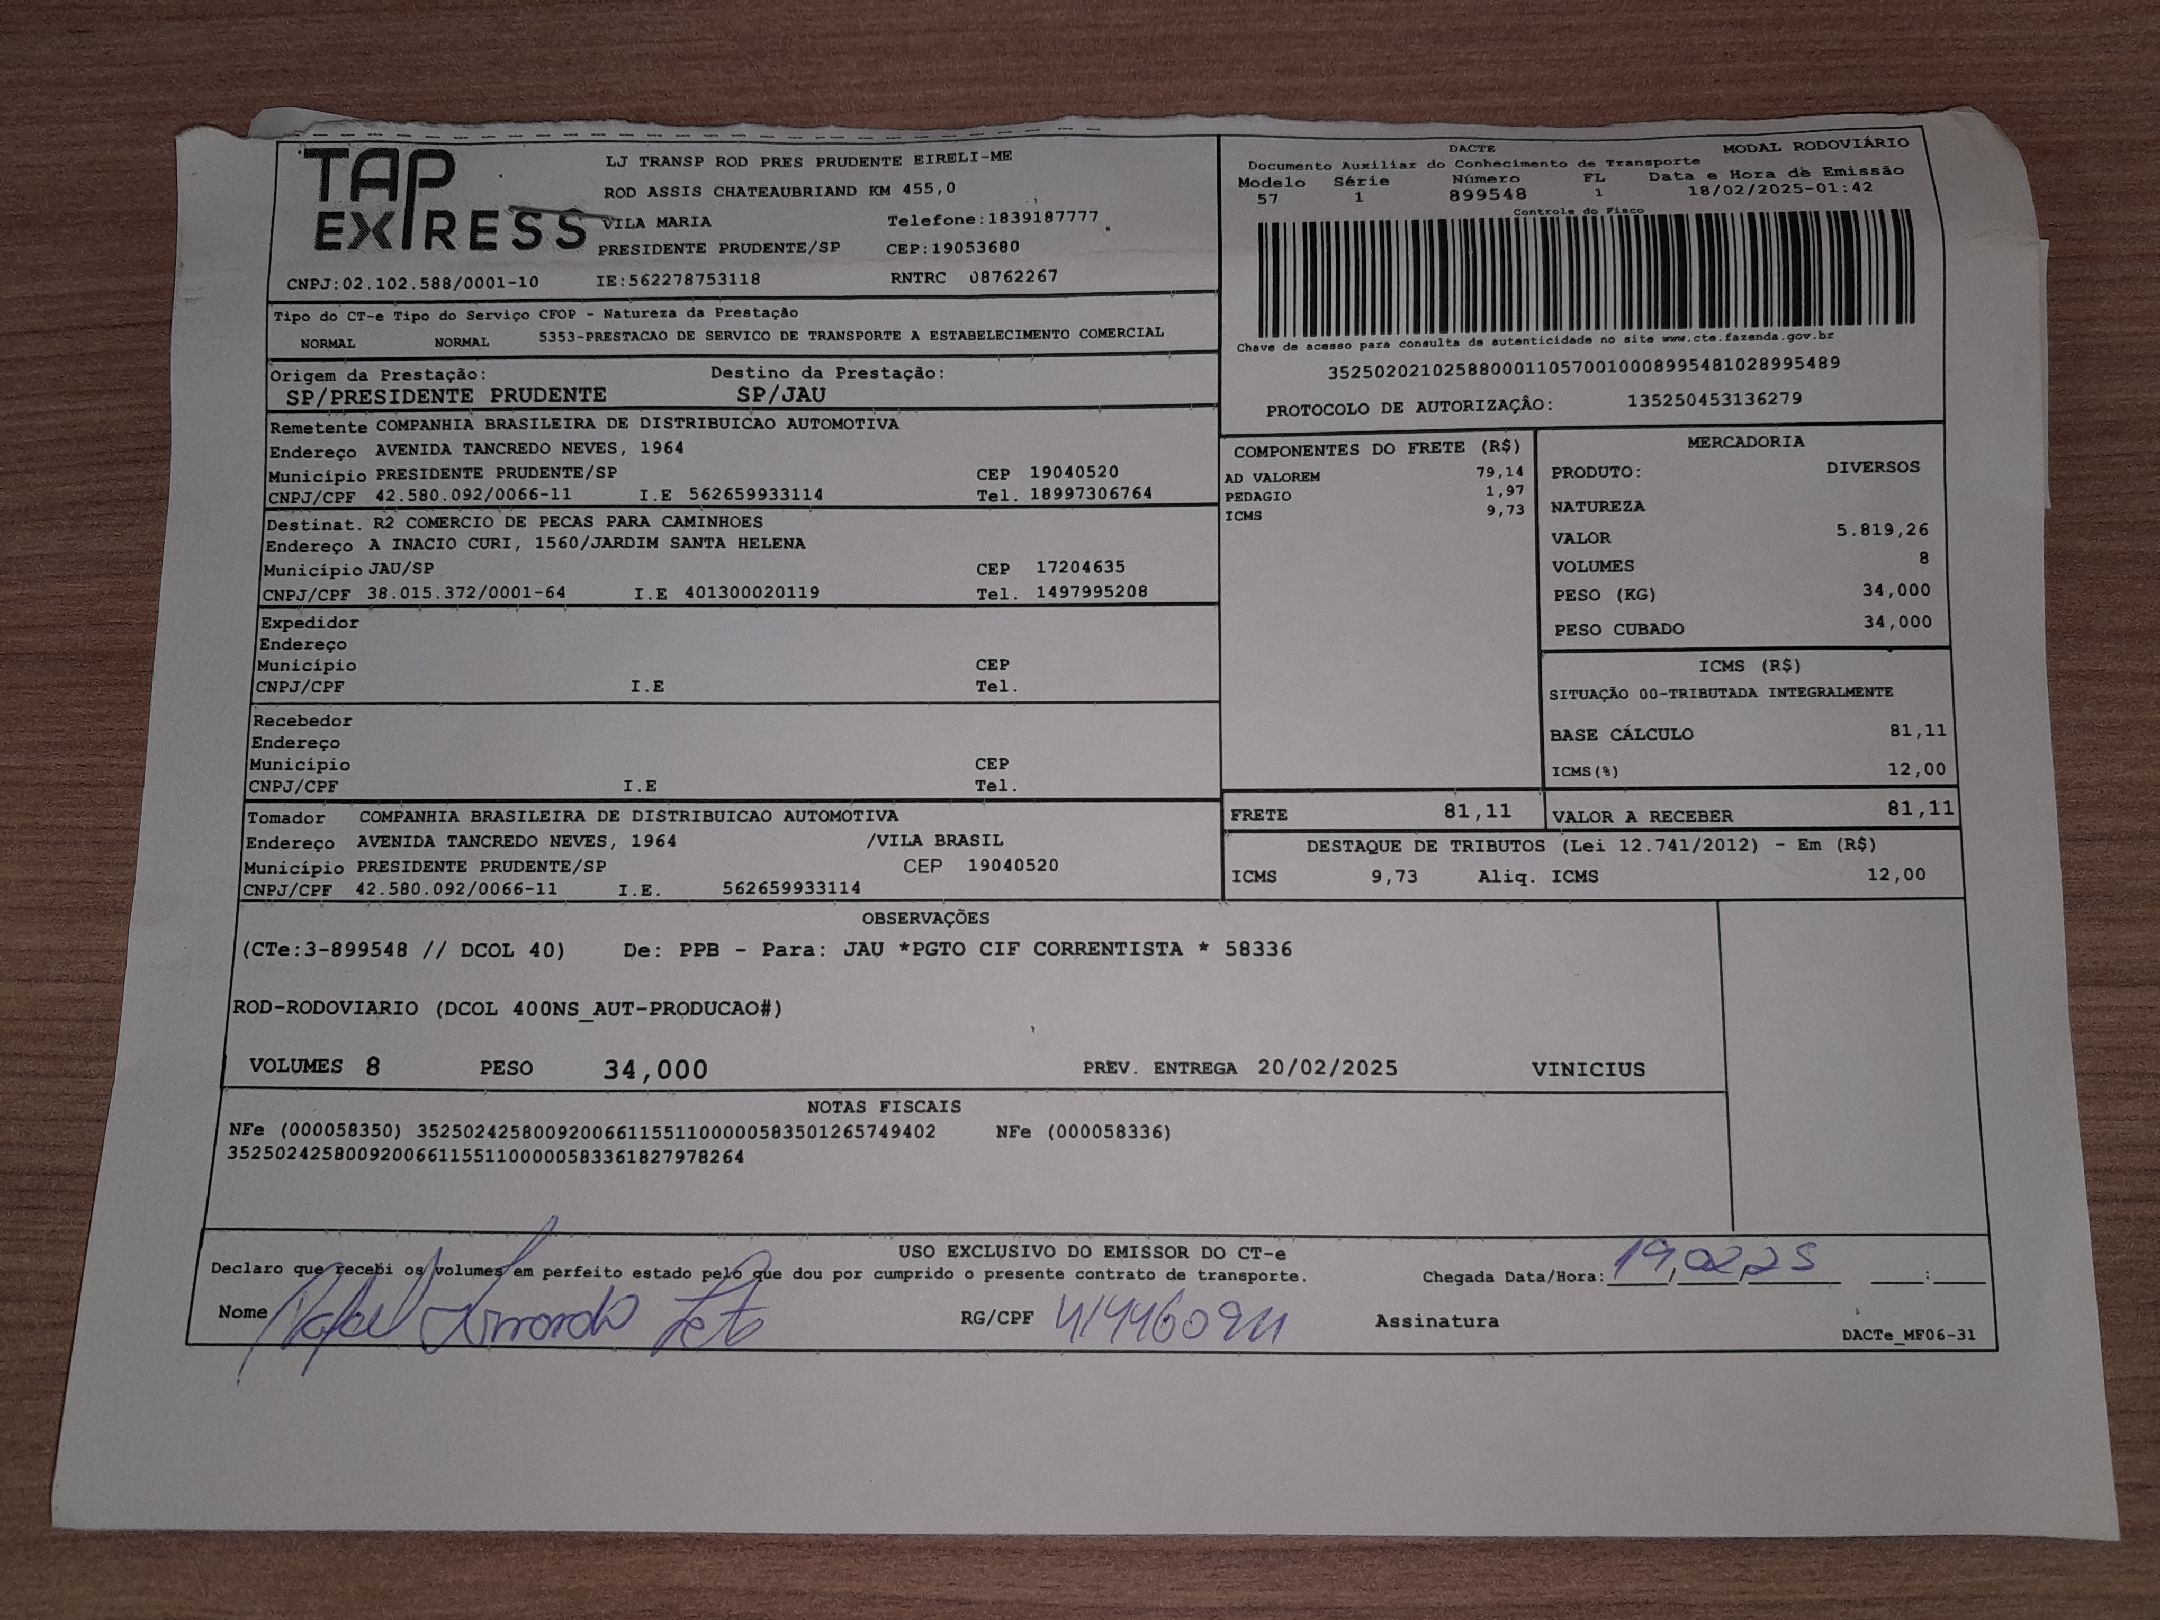 TAP EXPRESS
LJ TRANSP ROD PRES PRUDENTE EIRELI-ME
ROD ASSIS CHATEAUBRIAND KM 455,0
VILA MARIA Telefone:1839187777
PRESIDENTE PRUDENTE/SP CEP:19053680
CNPJ:02.102.588/0001-10 IE:562278753118 RNTRC 08762267
DACTE MODAL RODOVIÁRIO
Documento Auxiliar do Conhecimento de Transporte
Modelo Série Número FL Data e Hora de Emissão
57 1 899548 1 18/02/2025-01:42
Controle do Fisco
Chave de acesso para consulta de autenticidade no site www.cte.fazenda.gov.br
35250202102588000110570010008995481028995489
PROTOCOLO DE AUTORIZAÇÂO: 135250453136279
Tipo do CT-e Tipo do Serviço CFOP - Natureza da Prestação
NORMAL NORMAL 5353-PRESTACAO DE SERVICO DE TRANSPORTE A ESTABELECIMENTO COMERCIAL
Origem da Prestação: Destino da Prestação:
SP/PRESIDENTE PRUDENTE SP/JAU
Remetente COMPANHIA BRASILEIRA DE DISTRIBUICAO AUTOMOTIVA
Endereço AVENIDA TANCREDO NEVES, 1964
Município PRESIDENTE PRUDENTE/SP CEP 19040520
CNPJ/CPF 42.580.092/0066-11 I.E 562659933114 Tel. 18997306764
Destinat. R2 COMERCIO DE PECAS PARA CAMINHOES
Endereço A INACIO CURI, 1560/JARDIM SANTA HELENA
Município JAU/SP CEP 17204635
CNPJ/CPF 38.015.372/0001-64 I.E 401300020119 Tel. 1497995208
Expedidor
Endereço
Município CEP
CNPJ/CPF I.E Tel.
Recebedor
Endereço
Município CEP
CNPJ/CPF I.E Tel.
Tomador COMPANHIA BRASILEIRA DE DISTRIBUICAO AUTOMOTIVA
Endereço AVENIDA TANCREDO NEVES, 1964 /VILA BRASIL
Município PRESIDENTE PRUDENTE/SP CEP 19040520
CNPJ/CPF 42.580.092/0066-11 I.E. 562659933114
COMPONENTES DO FRETE (R$)
AD VALOREM 79,14
PEDAGIO 1,97
ICMS 9,73
MERCADORIA
PRODUTO: DIVERSOS
NATUREZA
VALOR 5.819,26
VOLUMES 8
PESO (KG) 34,000
PESO CUBADO 34,000
ICMS (R$)
SITUAÇÃO 00-TRIBUTADA INTEGRALMENTE
BASE CÁLCULO 81,11
ICMS(%) 12,00
FRETE 81,11 VALOR A RECEBER 81,11
DESTAQUE DE TRIBUTOS (Lei 12.741/2012) - Em (R$)
ICMS 9,73 Aliq. ICMS 12,00
OBSERVAÇÕES
(CTe:3-899548 // DCOL 40) De: PPB - Para: JAU *PGTO CIF CORRENTISTA * 58336
ROD-RODOVIARIO (DCOL 400NS_AUT-PRODUCAO#)
VOLUMES 8 PESO 34,000 PREV. ENTREGA 20/02/2025 VINICIUS
NOTAS FISCAIS
NFe (000058350) 35250242580092006611551100000583501265749402 NFe (000058336)
35250242580092006611551100000583361827978264
USO EXCLUSIVO DO EMISSOR DO CT-e
Declaro que recebi os volumes em perfeito estado pelo que dou por cumprido o presente contrato de transporte. Chegada Data/Hora: 19,02,25 :
Nome Rafael RG/CPF Assinatura
DACTe_MF06-31